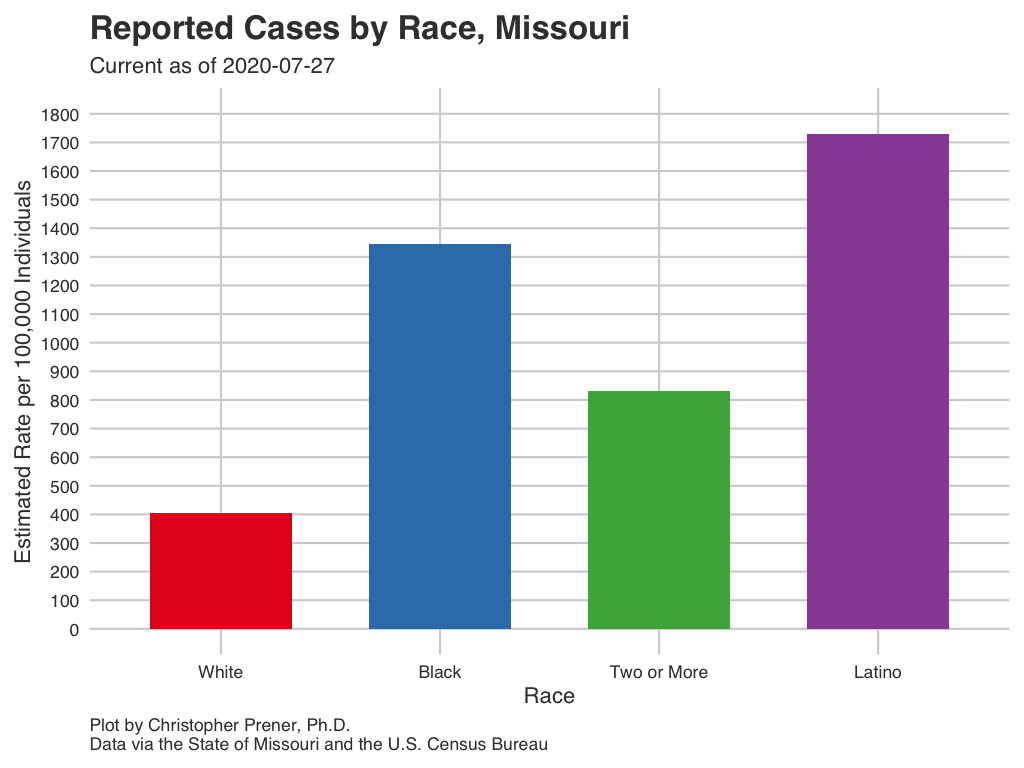 Reported Cases by Race, Missouri
Current as of 2020-07-27
Estimated Rate per 100,000 Individuals
1800
1700
1600
1500
1400
1300
1200
1100
1000
900
800
700
600
500
400
300
200
100
0
White Black Two or More Latino
Race
Plot by Christopher Prener, Ph.D.
Data via the State of Missouri and the U.S. Census Bureau